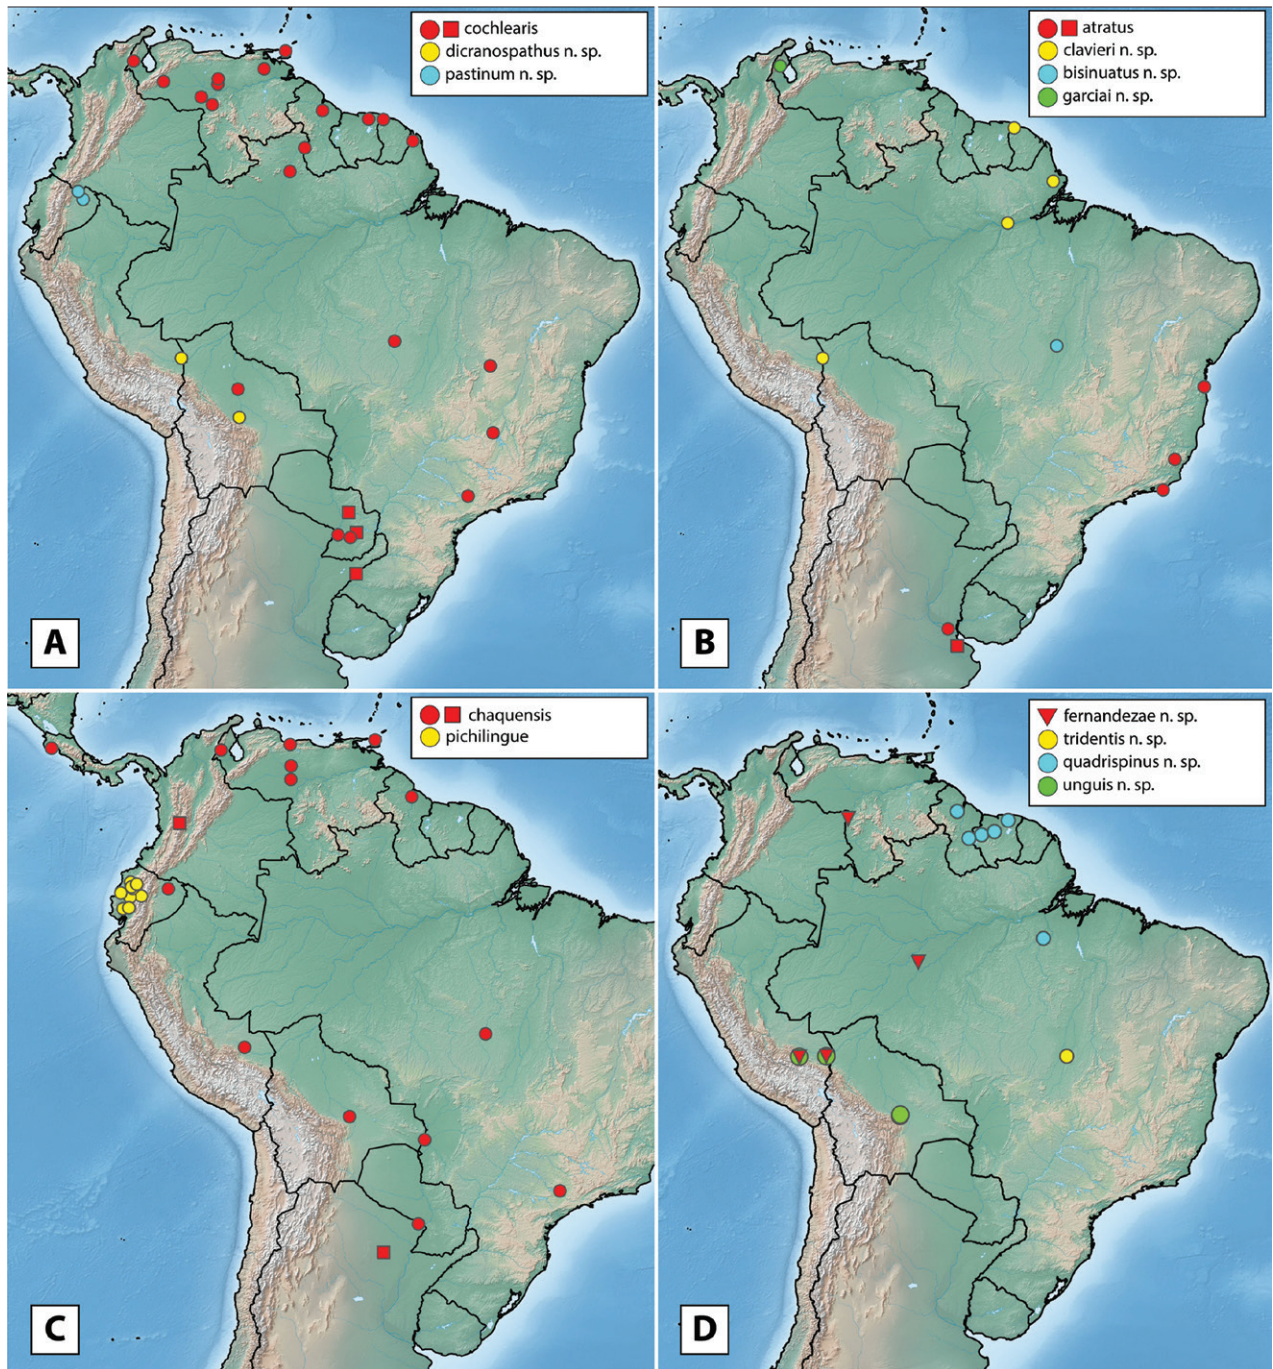 cochlearis
dicranospathus n. sp.
pastinum n. sp.
A
atratus
clavieri n. sp.
bisinuatus n. sp.
garciai n. sp.
B
chaquensis
pichilingue
C
fernandezae n. sp.
tridentis n. sp.
quadrispinus n. sp.
unguis n. sp.
D